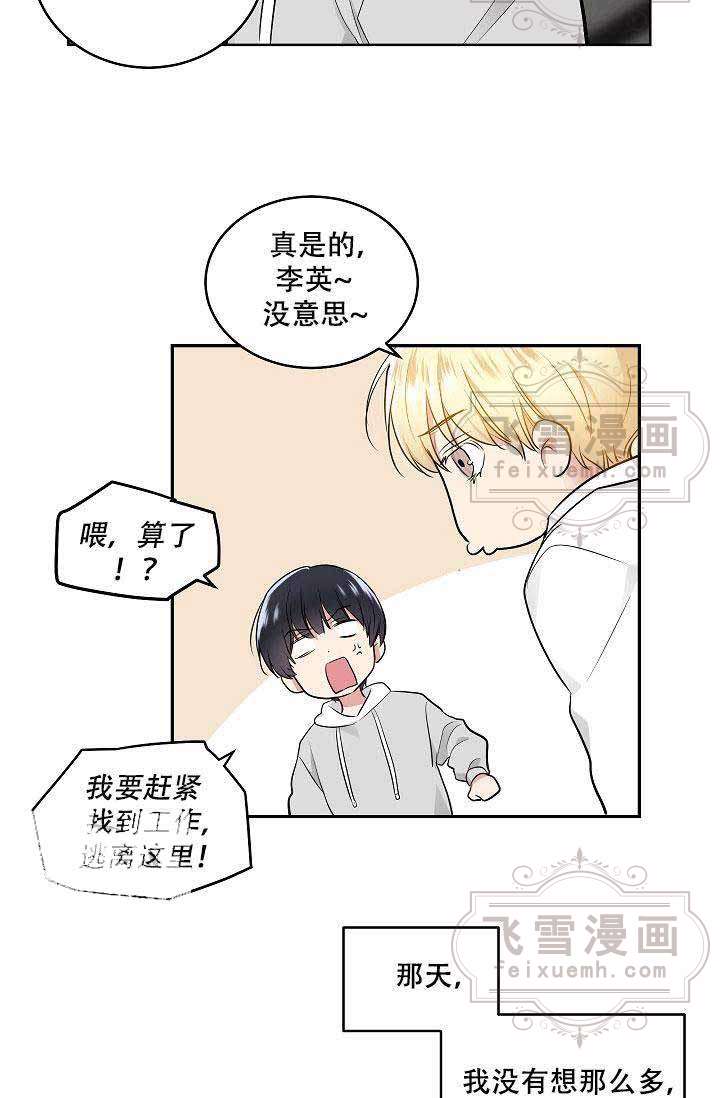 真是的，
李英~
没意思~
飞雪漫画
feixuemh.com
喂，算了
！？
我要赶紧
找到工作，
逃离这里！
飞雪漫画
feixuemh.com
那天，
我没有想那么多，